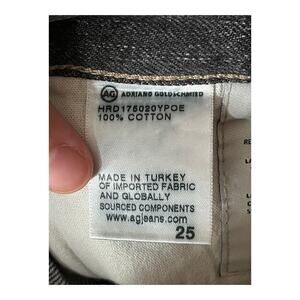 AG ADRIANO GOLDSCHMIED
HRD175020YPOE
100% COTTON
MADE IN TURKEY
OF IMPORTED FABRIC
AND GLOBALLY
SOURCED COMPONENTS
www.agjeans.com
25